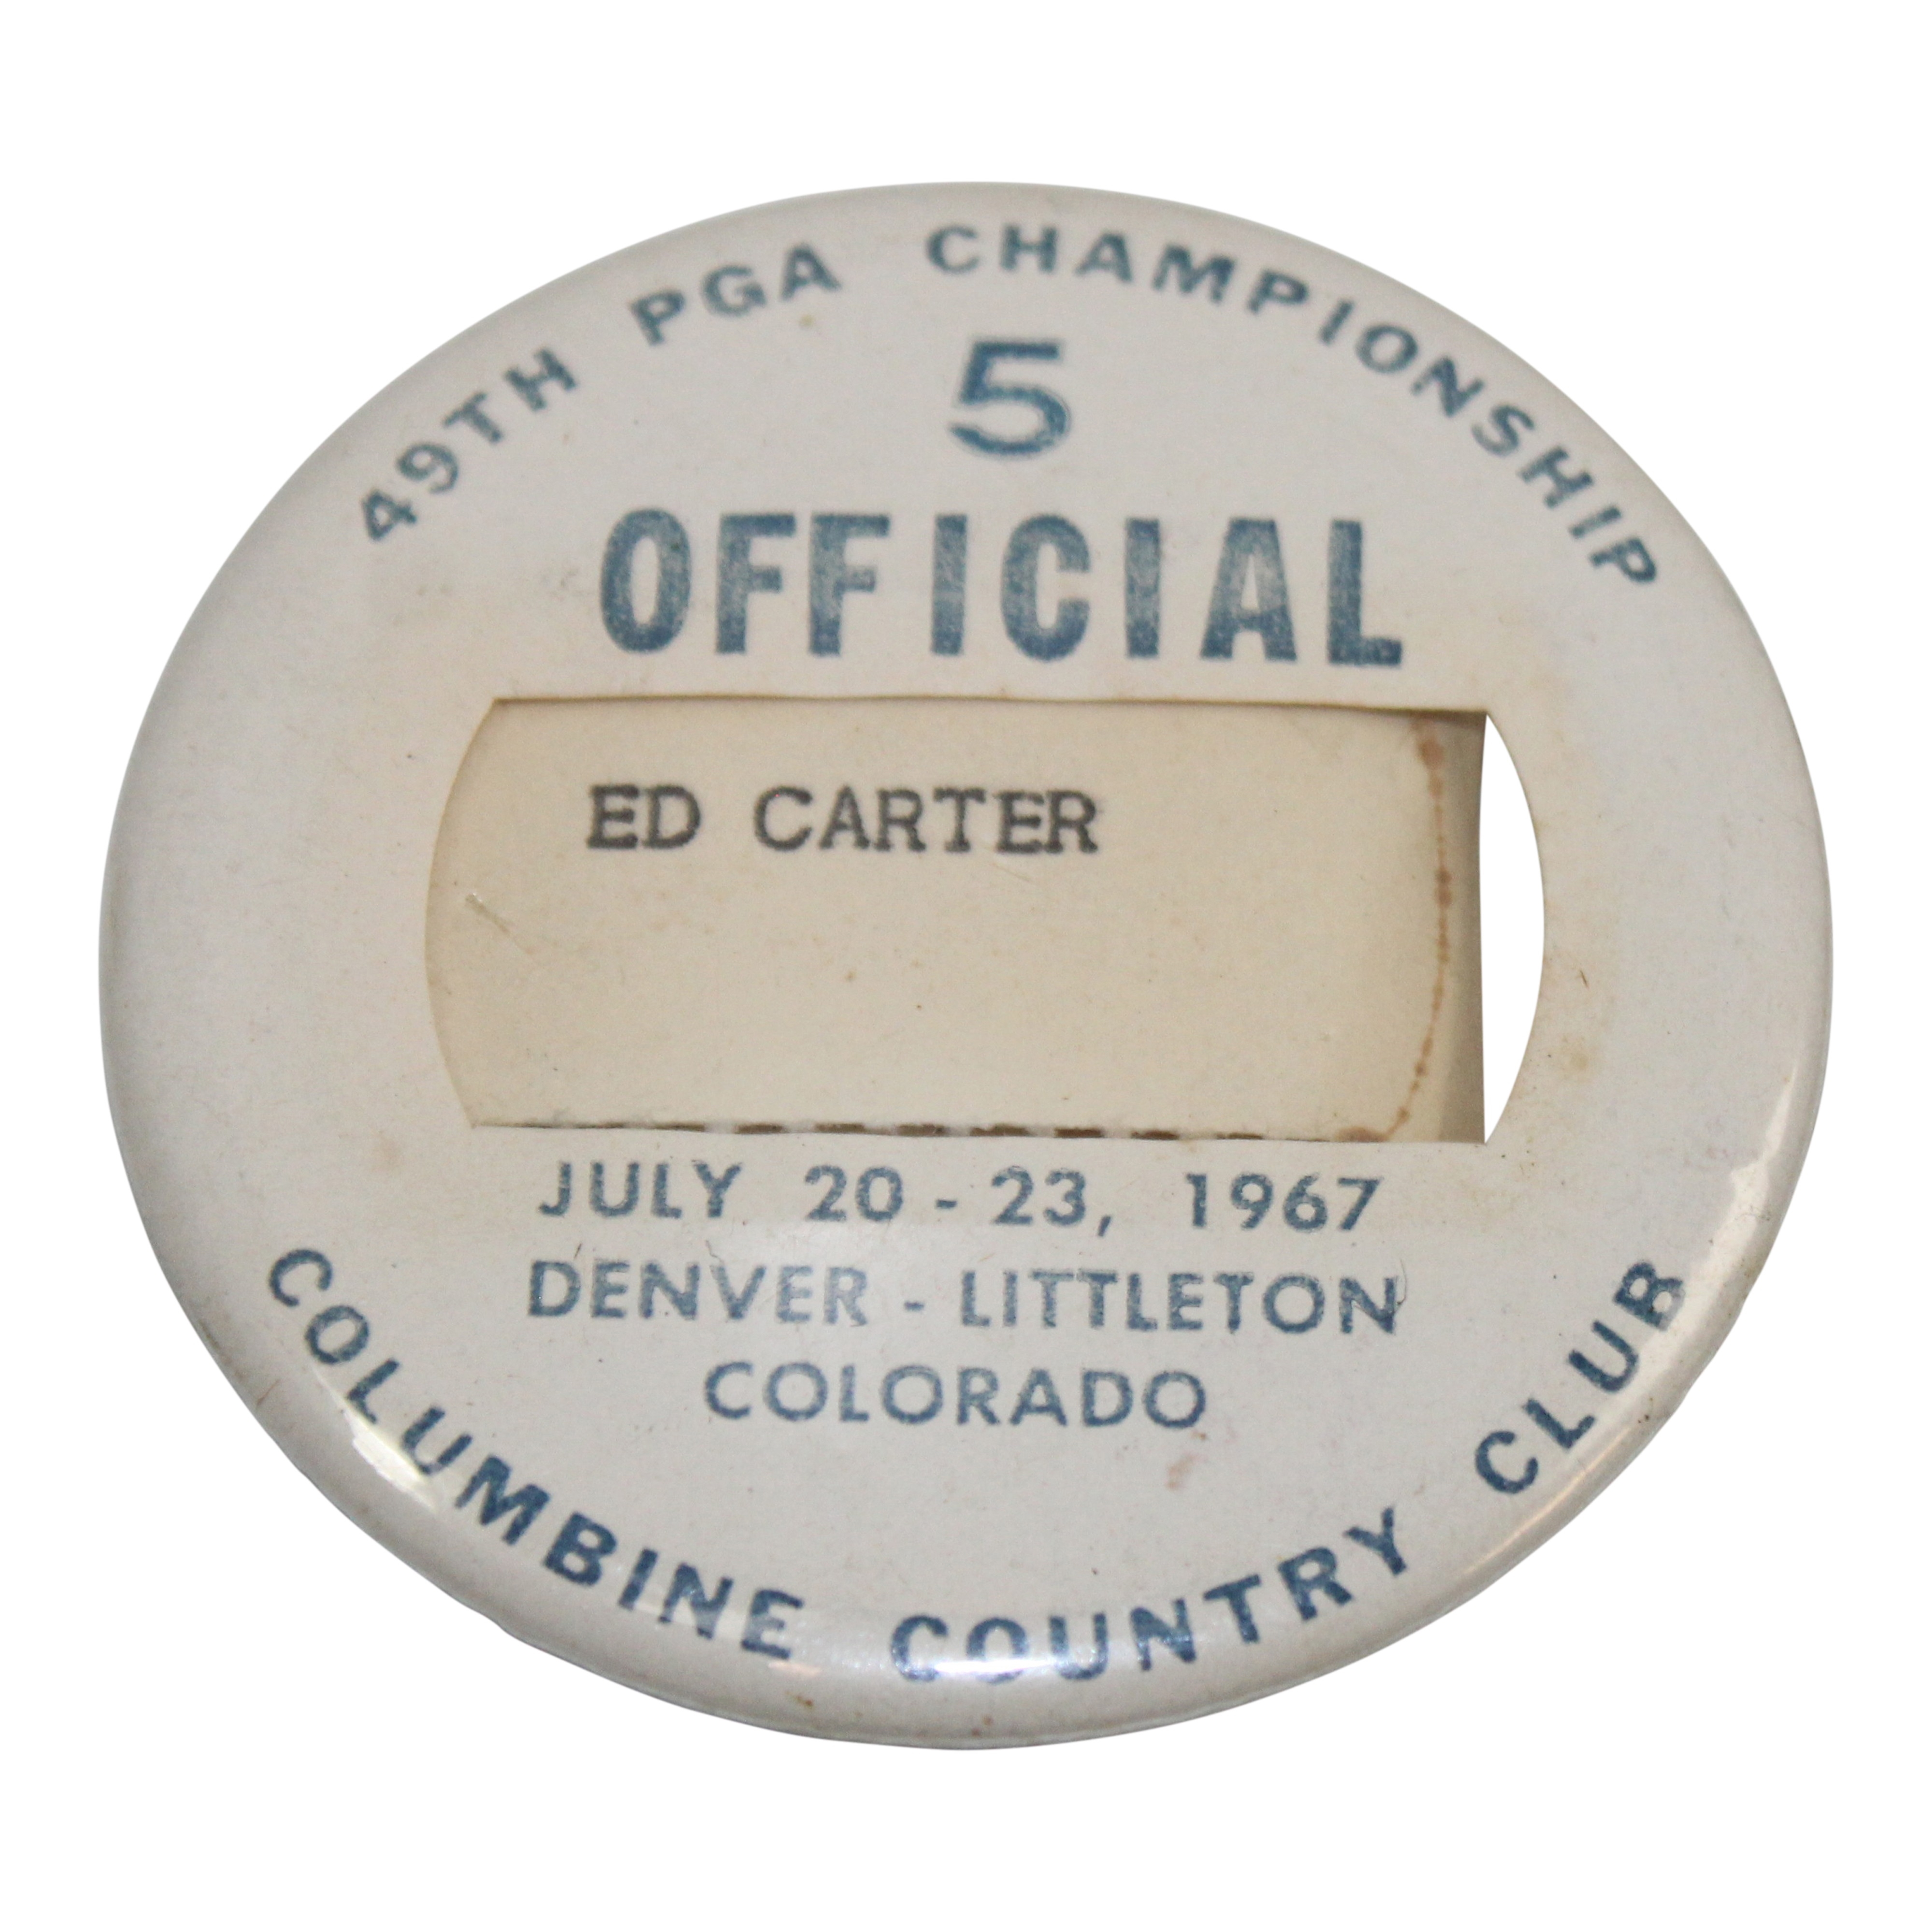 49TH PGA CHAMPIONSHIP
5
OFFICIAL
ED CARTER
JULY 20 - 23, 1967
DENVER - LITTLETON
COLORADO
COLUMBINE COUNTRY CLUB